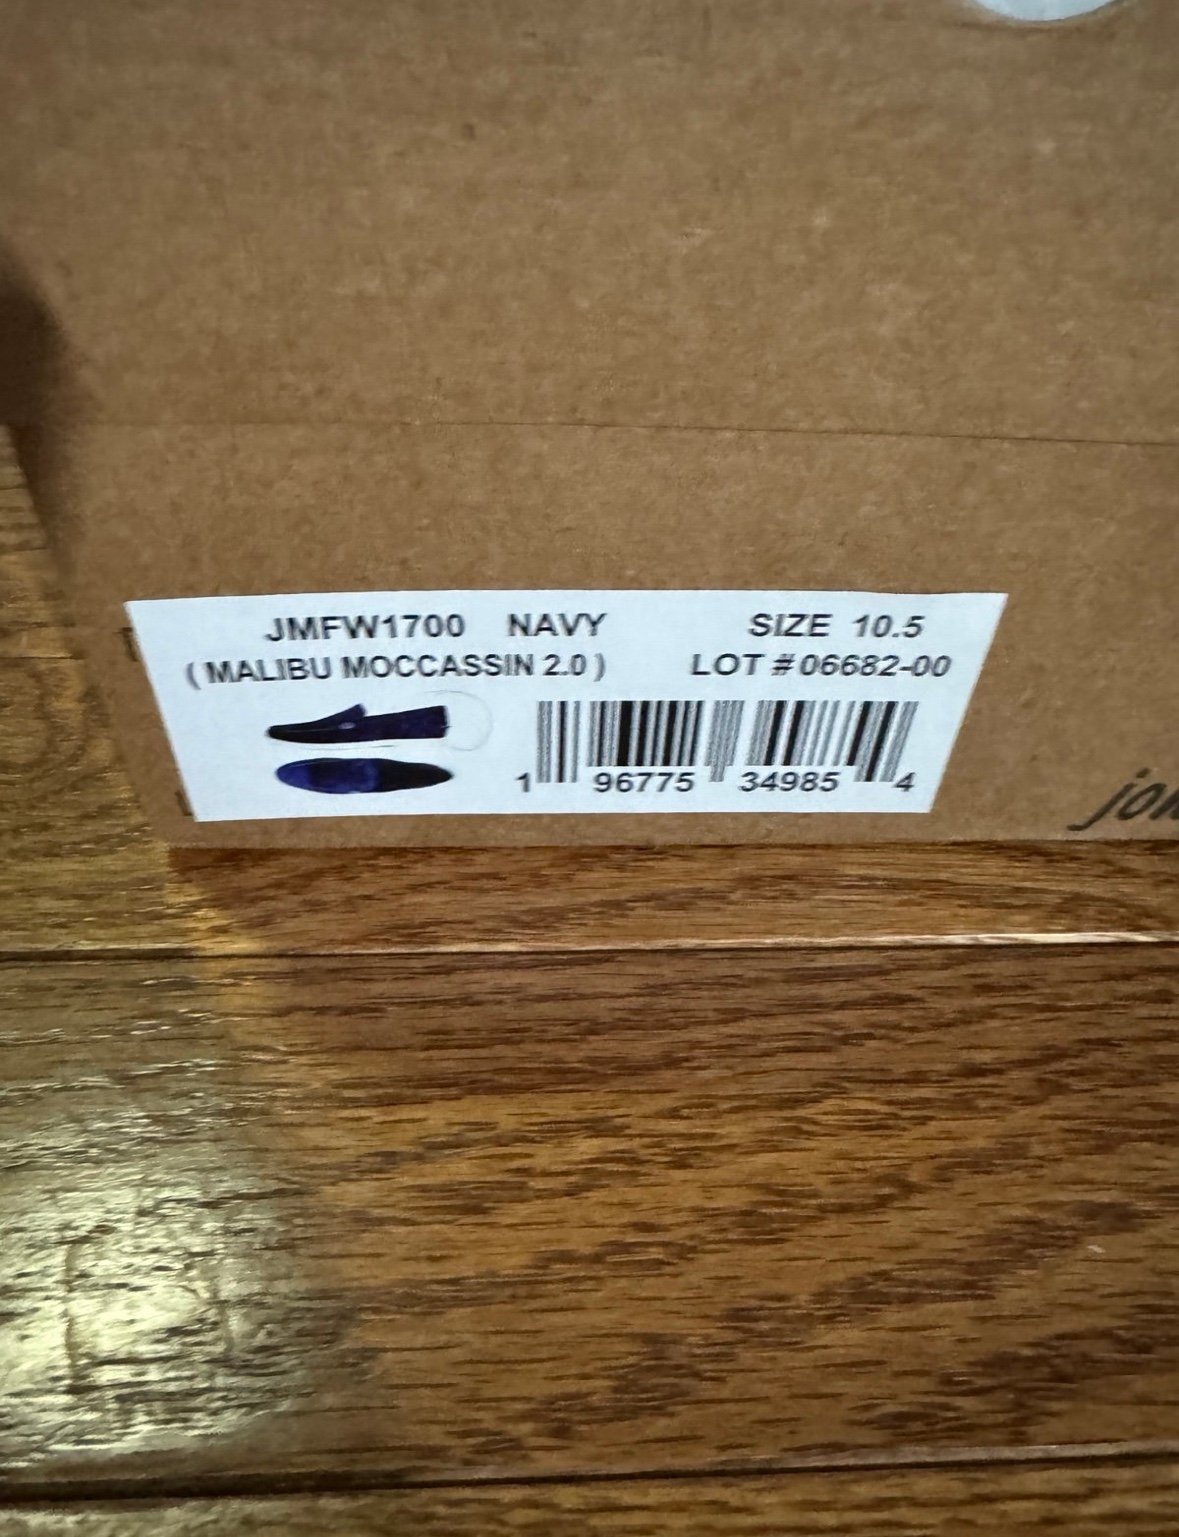 JMFW1700 NAVY SIZE 10.5
( MALIBU MOCCASSIN 2.0 ) LOT # 06682-00
1 96775 34985 4